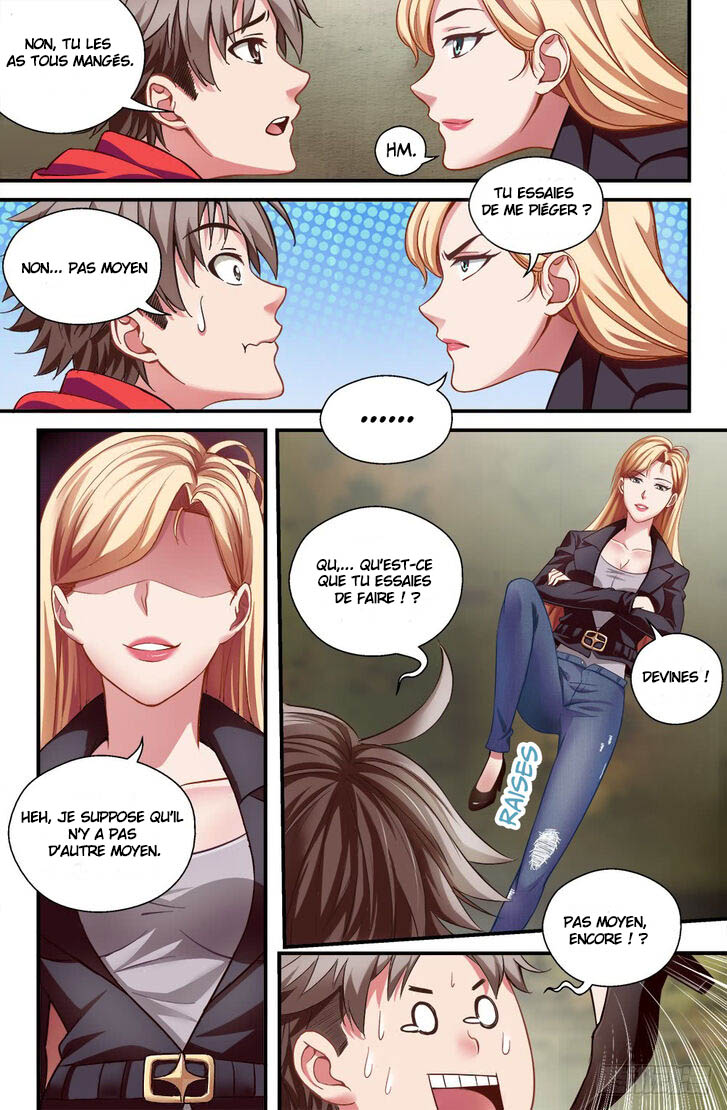 NON, TU LES
AS TOUS MANGÉS.
HM.
TU ESSAIES
DE ME PIÉGER ?
NON... PAS MOYEN
......
QU,... QU'EST-CE
QUE TU ESSAIES
DE FAIRE ! ?
DEVINES !
RAISES
HEH, JE SUPPOSE QU'IL
N'Y A PAS
D'AUTRE MOYEN.
PAS MOYEN,
ENCORE ! ?